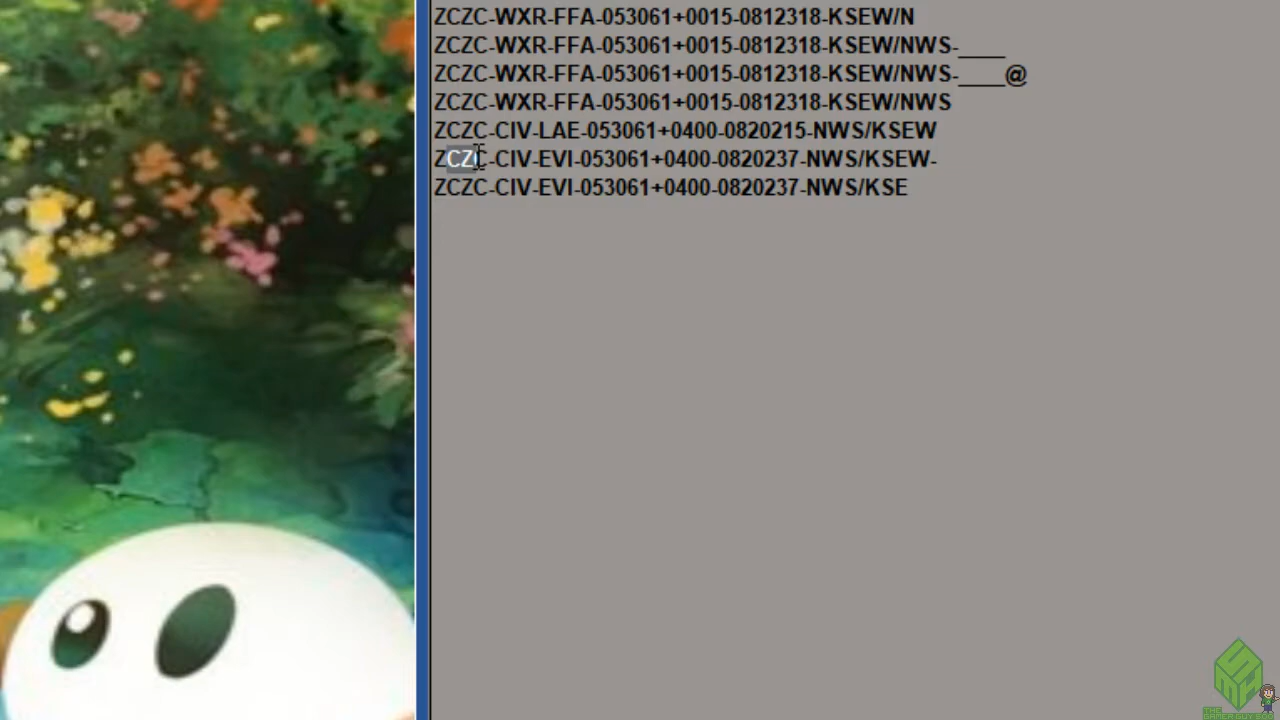 ZCZC-WXR-FFA-053061+0015-0812318-KSEW/N
ZCZC-WXR-FFA-053061+0015-0812318-KSEW/NWS-____
ZCZC-WXR-FFA-053061+0015-0812318-KSEW/NWS-____@
ZCZC-WXR-FFA-053061+0015-0812318-KSEW/NWS
ZCZC-CIV-LAE-053061+0400-0820215-NWS/KSEW
ZCZC-CIV-EVI-053061+0400-0820237-NWS/KSEW-
ZCZC-CIV-EVI-053061+0400-0820237-NWS/KSE